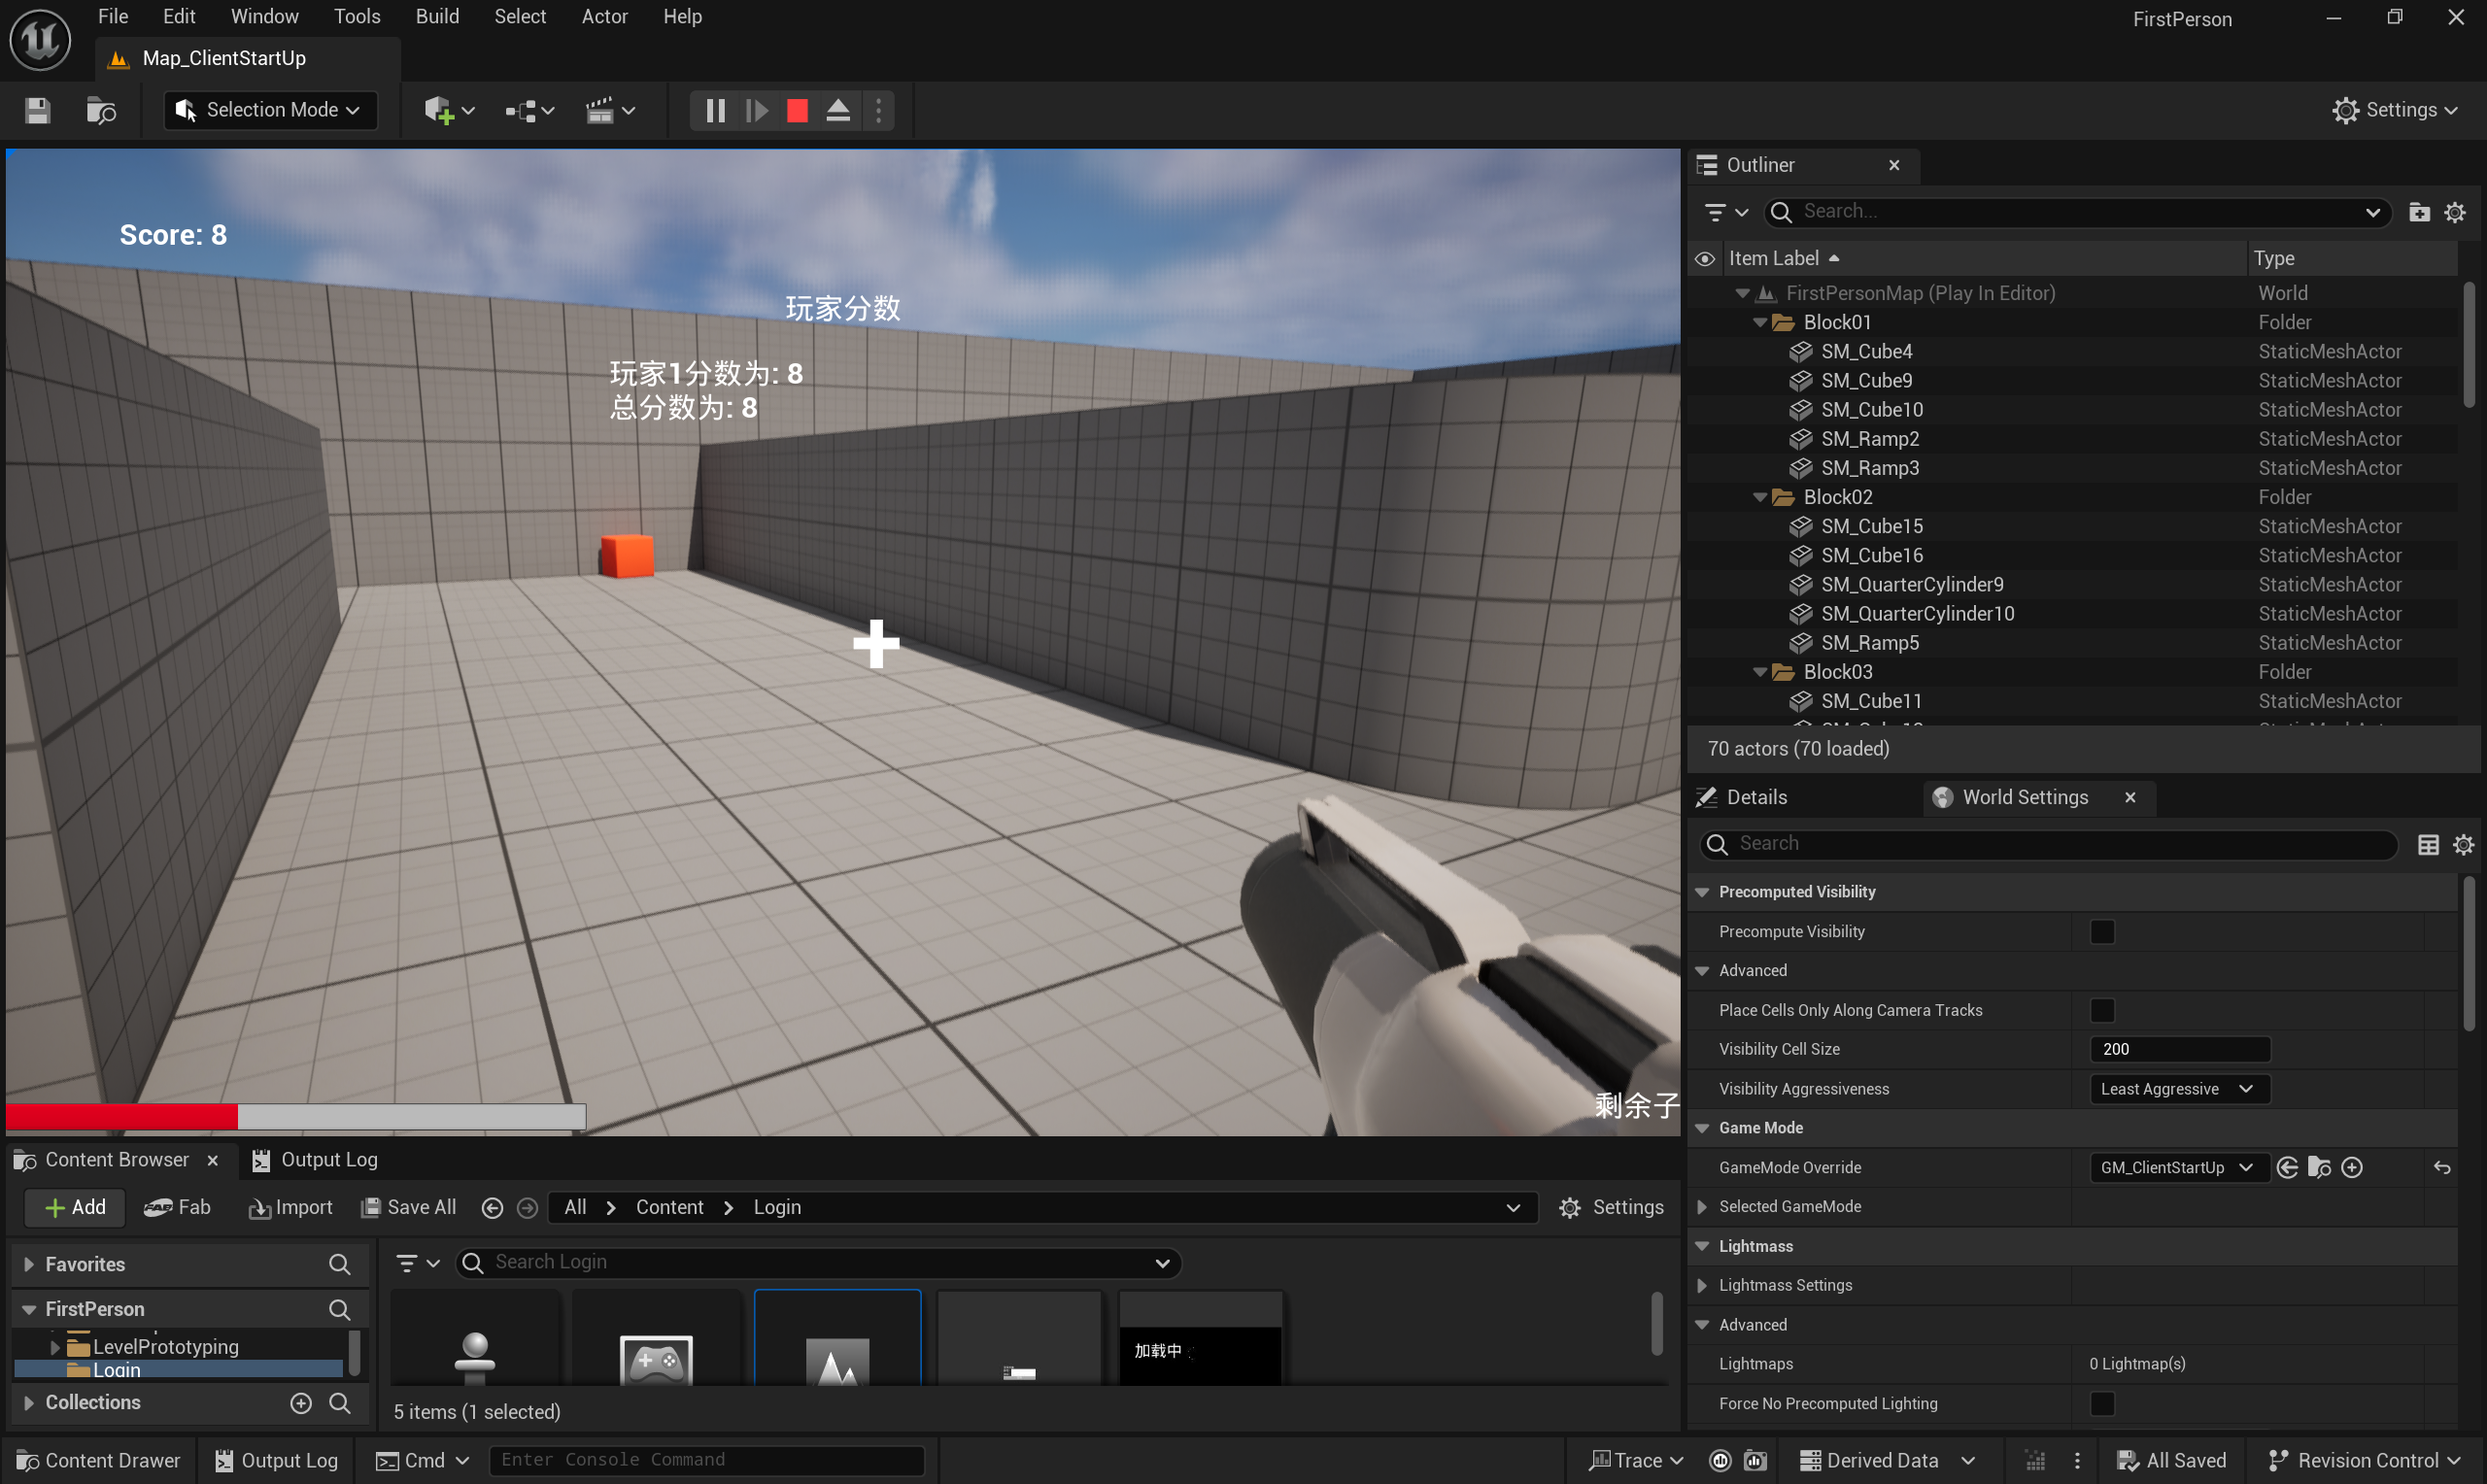 File Edit Window Tools Build Select Actor Help
FirstPerson
Map_ClientStartUp
Selection Mode
Settings
Score: 8
玩家分数
玩家1分数为: 8
总分数为: 8
剩余子
Outliner
Search...
Item Label Type
FirstPersonMap (Play In Editor) World
Block01 Folder
SM_Cube4 StaticMeshActor
SM_Cube9 StaticMeshActor
SM_Cube10 StaticMeshActor
SM_Ramp2 StaticMeshActor
SM_Ramp3 StaticMeshActor
Block02 Folder
SM_Cube15 StaticMeshActor
SM_Cube16 StaticMeshActor
SM_QuarterCylinder9 StaticMeshActor
SM_QuarterCylinder10 StaticMeshActor
SM_Ramp5 StaticMeshActor
Block03 Folder
SM_Cube11 StaticMeshActor
70 actors (70 loaded)
Details World Settings
Search
Precomputed Visibility
Precompute Visibility
Advanced
Place Cells Only Along Camera Tracks
Visibility Cell Size 200
Visibility Aggressiveness Least Aggressive
Game Mode
GameMode Override GM_ClientStartUp
Selected GameMode
Lightmass
Lightmass Settings
Advanced
Lightmaps 0 Lightmap(s)
Force No Precomputed Lighting
Content Browser Output Log
Add Fab Import Save All All Content Login Settings
Favorites
Search Login
FirstPerson
LevelPrototyping
Login
Collections
加载中
5 items (1 selected)
Content Drawer Output Log Cmd Enter Console Command Trace Derived Data All Saved Revision Control